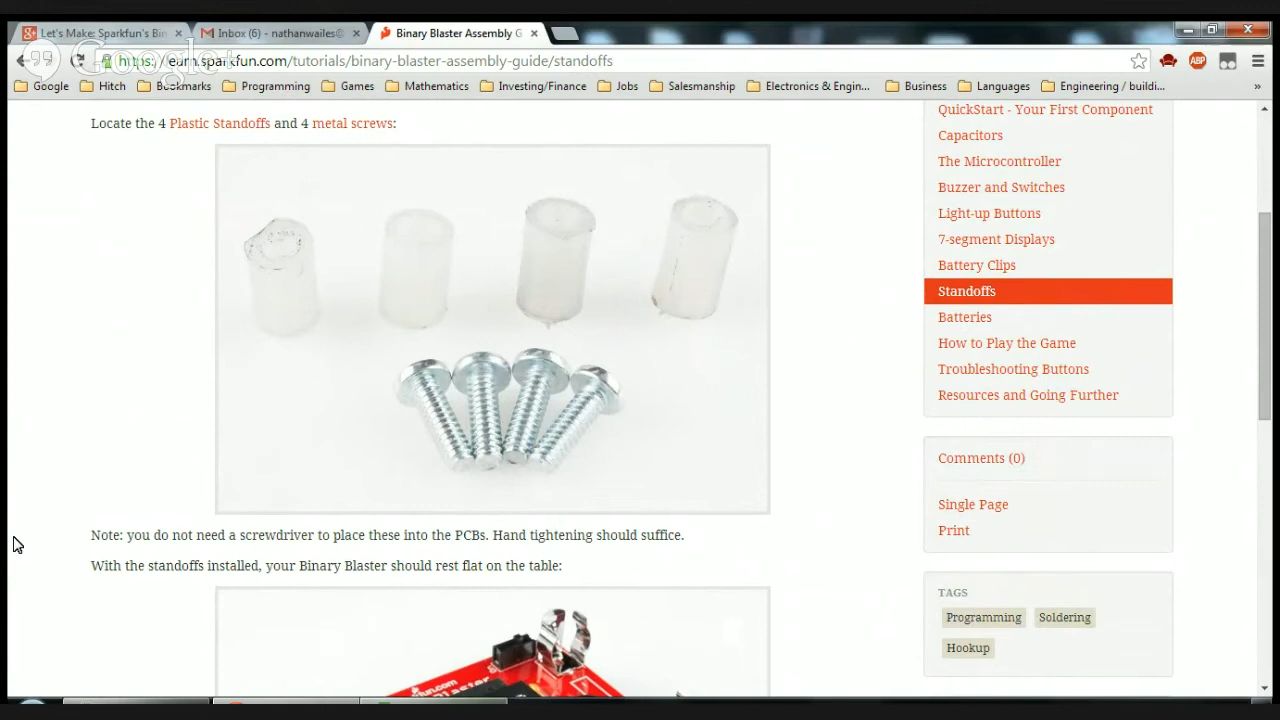 Let's Make: Sparkfun's Bin
Inbox (6) - nathanwailes@
Binary Blaster Assembly G
Google+
https://learn.sparkfun.com/tutorials/binary-blaster-assembly-guide/standoffs
ABP
Google
Hitch
Bookmarks
Programming
Games
Mathematics
Investing/Finance
Jobs
Salesmanship
Electronics & Engin...
Business
Languages
Engineering / buildi...
»
Locate the 4 Plastic Standoffs and 4 metal screws:
Note: you do not need a screwdriver to place these into the PCBs. Hand tightening should suffice.
With the standoffs installed, your Binary Blaster should rest flat on the table:
QuickStart - Your First Component
Capacitors
The Microcontroller
Buzzer and Switches
Light-up Buttons
7-segment Displays
Battery Clips
Standoffs
Batteries
How to Play the Game
Troubleshooting Buttons
Resources and Going Further
Comments (0)
Single Page
Print
TAGS
Programming
Soldering
Hookup